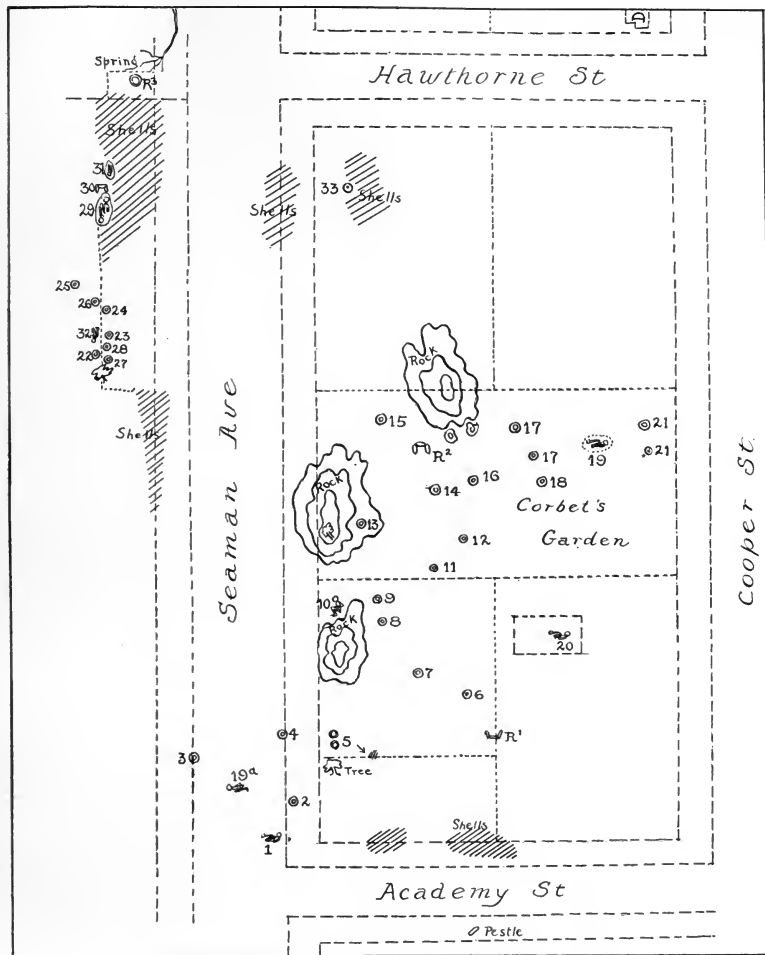 Hawthorne St
Spring
R³
Shells
31
30
29
33
Shells
Shells
25
26
24
32
23
28
22
27
Rock
Seaman Ave
Shells
15
R²
17
21
17
19
21
Rock
14
16
18
Corbet's
13
12
Garden
11
Cooper St.
10
9
Rock
8
20
7
6
4
5
R¹
3
Tree
19ª
2
1
Shells
Academy St
Pestle